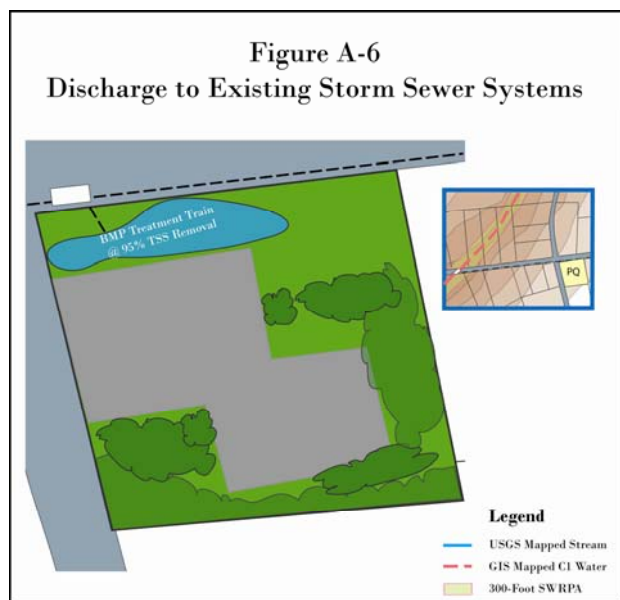 Figure A-6
Discharge to Existing Storm Sewer Systems
BMP Treatment Train
@ 95% TSS Removal
PQ
Legend
USGS Mapped Stream
GIS Mapped C1 Water
300-Foot SWRPA